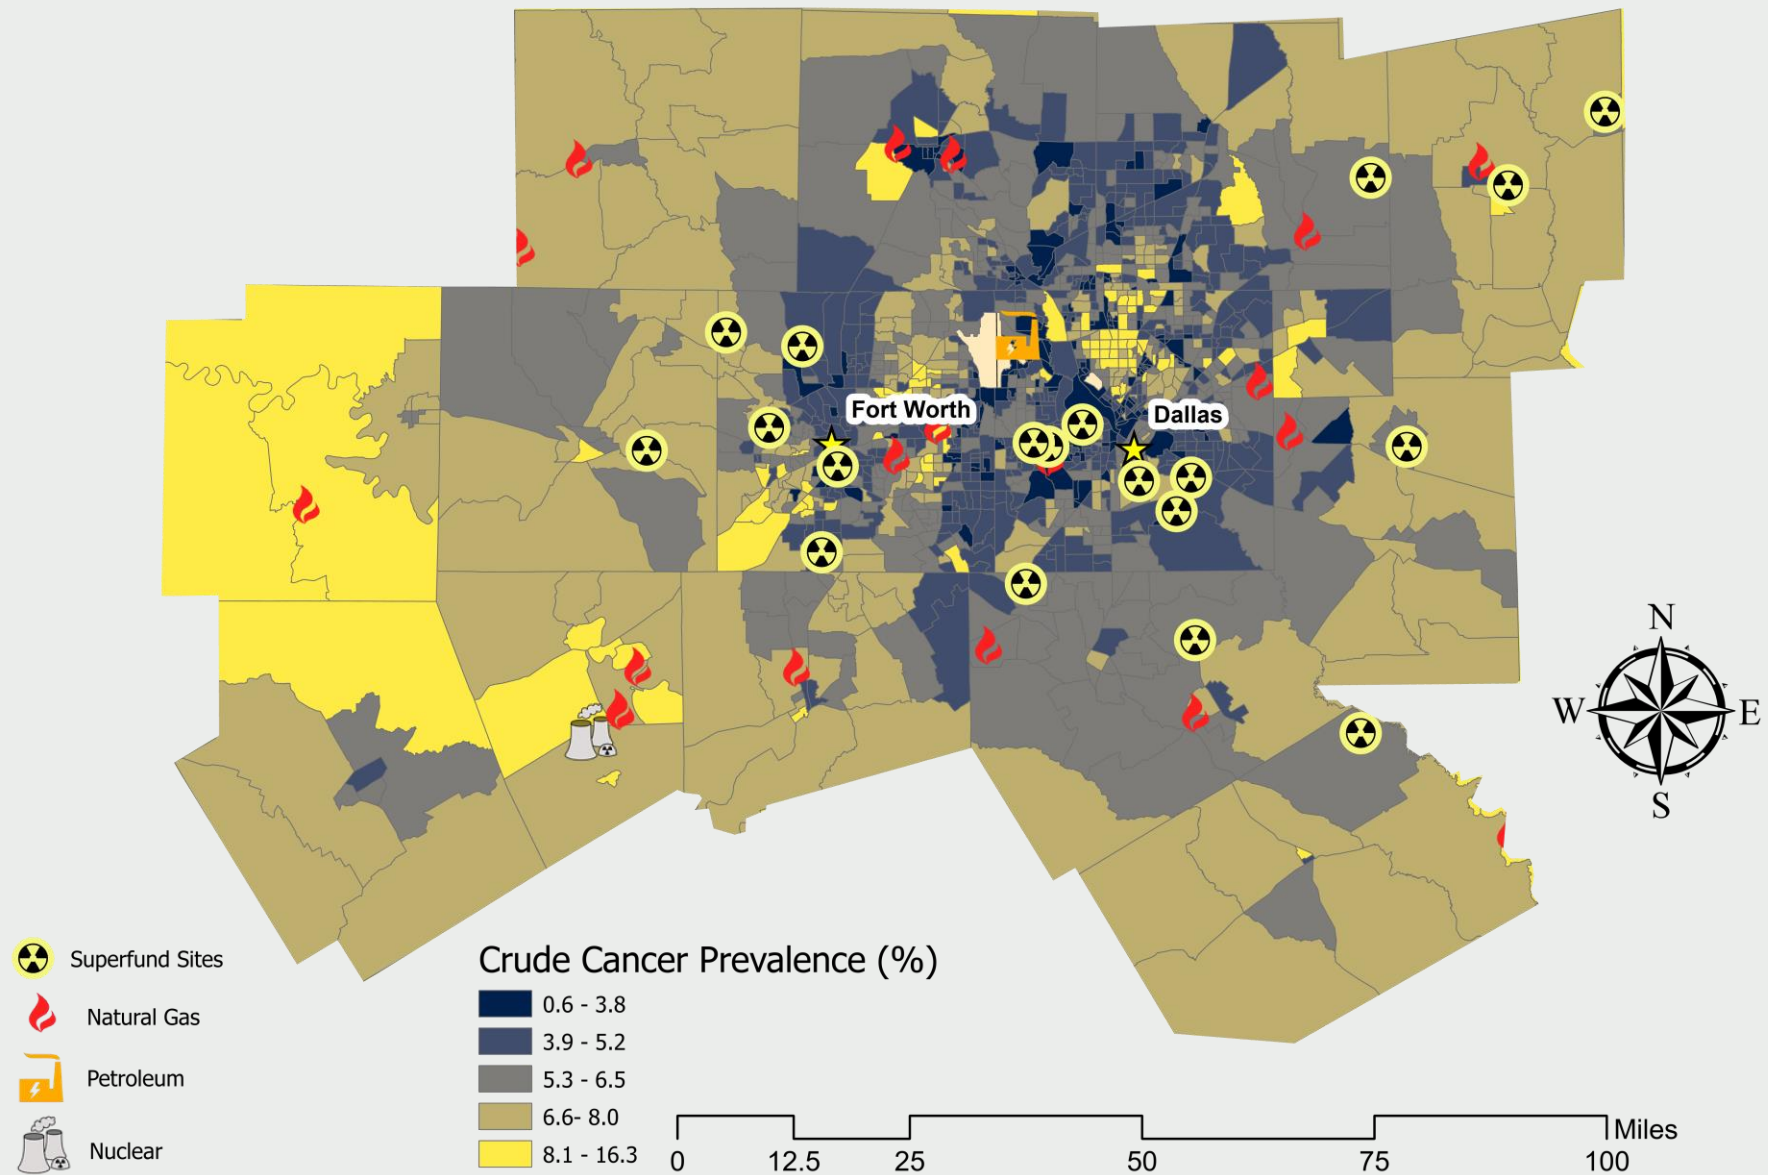 Fort Worth
Dallas
N
W
E
S
Superfund Sites
Natural Gas
Petroleum
Nuclear
Crude Cancer Prevalence (%)
0.6 - 3.8
3.9 - 5.2
5.3 - 6.5
6.6- 8.0
8.1 - 16.3
Miles
0 12.5 25 50 75 100